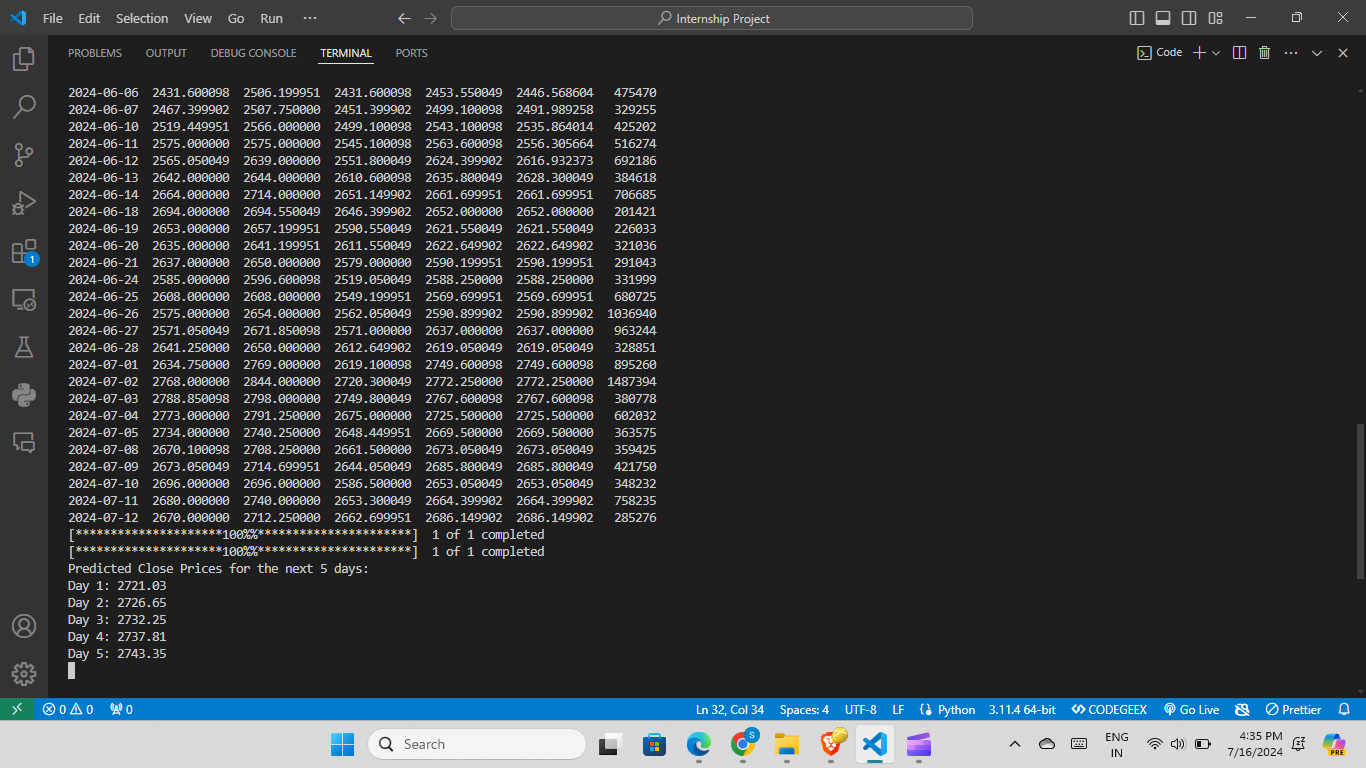 File Edit Selection View Go Run ··· Internship Project
PROBLEMS OUTPUT DEBUG CONSOLE TERMINAL PORTS Code
2024-06-06 2431.600098 2506.199951 2431.600098 2453.550049 2446.568604 475470
2024-06-07 2467.399902 2507.750000 2451.399902 2499.100098 2491.989258 329255
2024-06-10 2519.449951 2566.000000 2499.100098 2543.100098 2535.864014 425202
2024-06-11 2575.000000 2575.000000 2545.100098 2563.600098 2556.305664 516274
2024-06-12 2565.050049 2639.000000 2551.800049 2624.399902 2616.932373 692186
2024-06-13 2642.000000 2644.000000 2610.600098 2635.800049 2628.300049 384618
2024-06-14 2664.000000 2714.000000 2651.149902 2661.699951 2661.699951 706685
2024-06-18 2694.000000 2694.550049 2646.399902 2652.000000 2652.000000 201421
2024-06-19 2653.000000 2657.199951 2590.550049 2621.550049 2621.550049 226033
2024-06-20 2635.000000 2641.199951 2611.550049 2622.649902 2622.649902 321036
2024-06-21 2637.000000 2650.000000 2579.000000 2590.199951 2590.199951 291043
2024-06-24 2585.000000 2596.600098 2519.050049 2588.250000 2588.250000 331999
2024-06-25 2608.000000 2608.000000 2549.199951 2569.699951 2569.699951 680725
2024-06-26 2575.000000 2654.000000 2562.050049 2590.899902 2590.899902 1036940
2024-06-27 2571.050049 2671.850098 2571.000000 2637.000000 2637.000000 963244
2024-06-28 2641.250000 2650.000000 2612.649902 2619.050049 2619.050049 328851
2024-07-01 2634.750000 2769.000000 2619.100098 2749.600098 2749.600098 895260
2024-07-02 2768.000000 2844.000000 2720.300049 2772.250000 2772.250000 1487394
2024-07-03 2788.850098 2798.000000 2749.800049 2767.600098 2767.600098 380778
2024-07-04 2773.000000 2791.250000 2675.000000 2725.500000 2725.500000 602032
2024-07-05 2734.000000 2740.250000 2648.449951 2669.500000 2669.500000 363575
2024-07-08 2670.100098 2708.250000 2661.500000 2673.050049 2673.050049 359425
2024-07-09 2673.050049 2714.699951 2644.050049 2685.800049 2685.800049 421750
2024-07-10 2696.000000 2696.000000 2586.500000 2653.050049 2653.050049 348232
2024-07-11 2680.000000 2740.000000 2653.300049 2664.399902 2664.399902 758235
2024-07-12 2670.000000 2712.250000 2662.699951 2686.149902 2686.149902 285276
[*********************100%%**********************] 1 of 1 completed
[*********************100%%**********************] 1 of 1 completed
Predicted Close Prices for the next 5 days:
Day 1: 2721.03
Day 2: 2726.65
Day 3: 2732.25
Day 4: 2737.81
Day 5: 2743.35
1
0 0 0 Ln 32, Col 34 Spaces: 4 UTF-8 LF Python 3.11.4 64-bit CODEGEEX Go Live Prettier
Search S PRE
ENG
IN
4:35 PM
7/16/2024